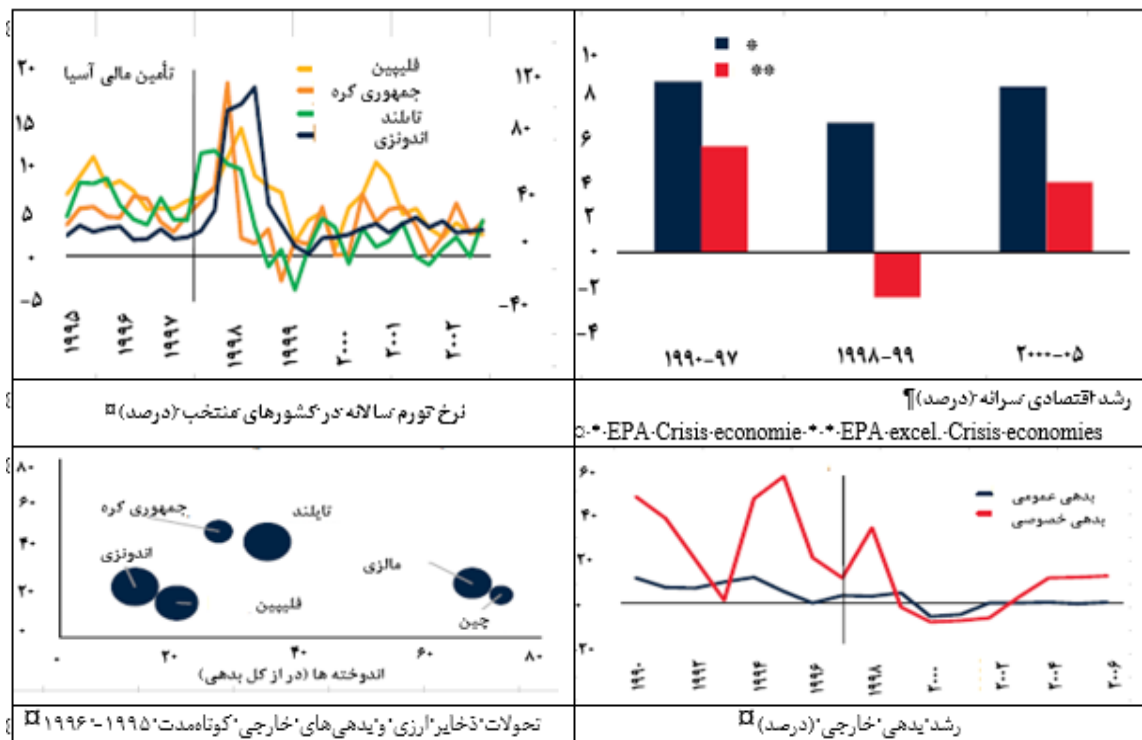 تأمین مالی آسیا
فلیپین
جمهوری کره
تایلند
اندونزی
۲۰
۱۵
۱۰
۵
۰
-۵
۱۲۰
۸۰
۴۰
۰
-۴۰
۱۹۹۵
۱۹۹۶
۱۹۹۷
۱۹۹۸
۱۹۹۹
۲۰۰۰
۲۰۰۱
۲۰۰۲
نرخ تورم سالانه در کشورهای منتخب (درصد)¤
*
**
۱۰
۸
۶
۴
۲
۰
-۲
-۴
۱۹۹۰-۹۷
۱۹۹۸-۹۹
۲۰۰۰-۰۵
رشد اقتصادی سرانه (درصد)¶
*·EPA·Crisis·economie·*·*·EPA·excel.·Crisis·economies
۸۰
۶۰
۴۰
۲۰
۰
جمهوری کره
تایلند
اندونزی
فلیپین
مالزی
چین
۰
۲۰
۴۰
۶۰
۸۰
اندوخته ها (در از کل بدهی)
تحولات ذخایر ارزی و بدهی‌های خارجی کوتاه‌مدت ۱۹۹۵-۱۹۹۶¤
بدهی عمومی
بدهی خصوصی
۶۰
۴۰
۲۰
۰
-۲۰
۱۹۹۰
۱۹۹۲
۱۹۹۴
۱۹۹۶
۱۹۹۸
۲۰۰۰
۲۰۰۲
۲۰۰۴
۲۰۰۶
رشد بدهی خارجی (درصد)¤